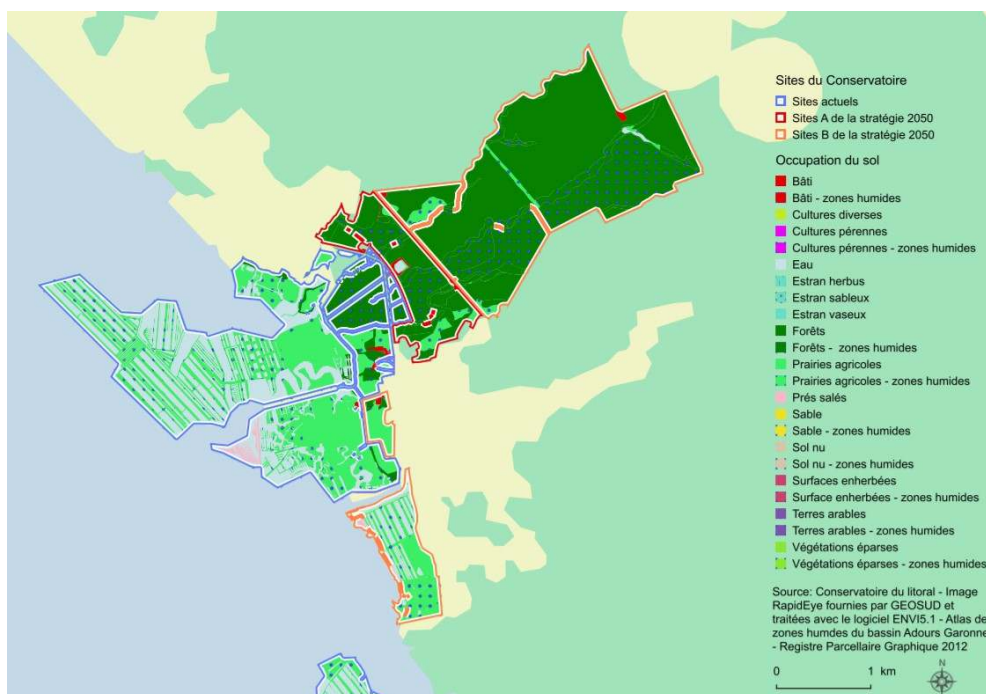 Sites du Conservatoire
Sites actuels
Sites A de la stratégie 2050
Sites B de la stratégie 2050
Occupation du sol
Bâti
Bâti - zones humides
Cultures diverses
Cultures pérennes
Cultures pérennes - zones humides
Eau
Estran herbus
Estran sableux
Estran vaseux
Forêts
Forêts - zones humides
Prairies agricoles
Prairies agricoles - zones humides
Prés salés
Sable
Sable - zones humides
Sol nu
Sol nu - zones humides
Surfaces enherbées
Surface enherbées - zones humides
Terres arables
Terres arables - zones humides
Végétations éparses
Végétations éparses - zones humides
Source: Conservatoire du litoral - Image
RapidEye fournies par GEOSUD et
traitées avec le logiciel ENVI5.1 - Atlas de
zones humdes du bassin Adours Garonne
- Registre Parcellaire Graphique 2012
N
0 1 km